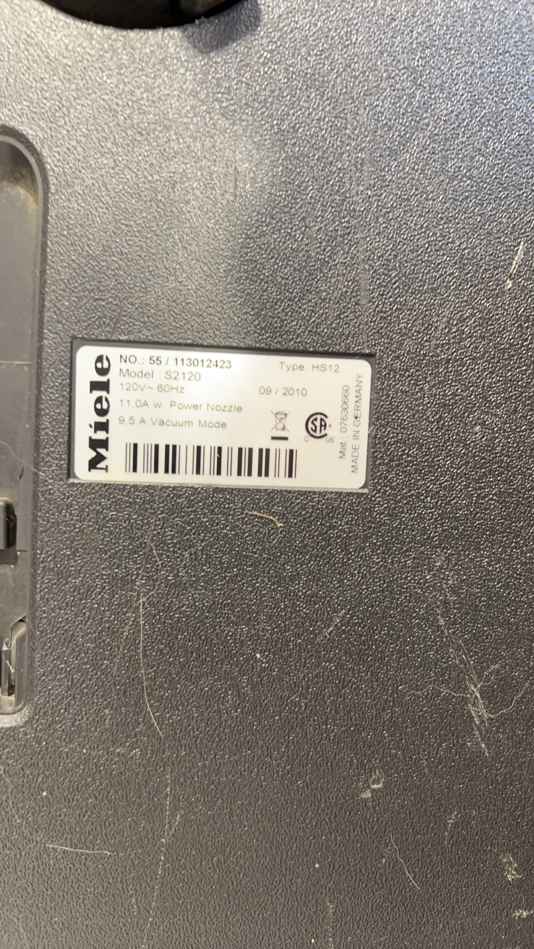 Miele
NO.: 55 / 113012423
Type: HS12
Model : S2120
120V~ 60Hz
09 / 2010
11,0A w. Power Nozzle
9,5 A Vacuum Mode
Mat.: 07630660
MADE IN GERMANY